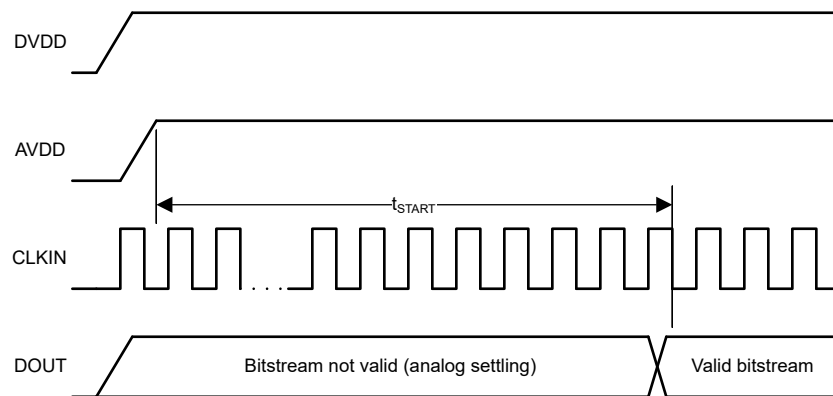 DVDD
AVDD
tSTART
CLKIN
. . .
DOUT
Bitstream not valid (analog settling)
Valid bitstream